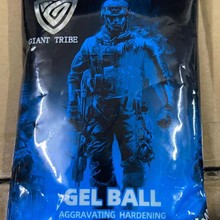 GIANT TRIBE
GEL BALL
AGGRAVATING HARDENING